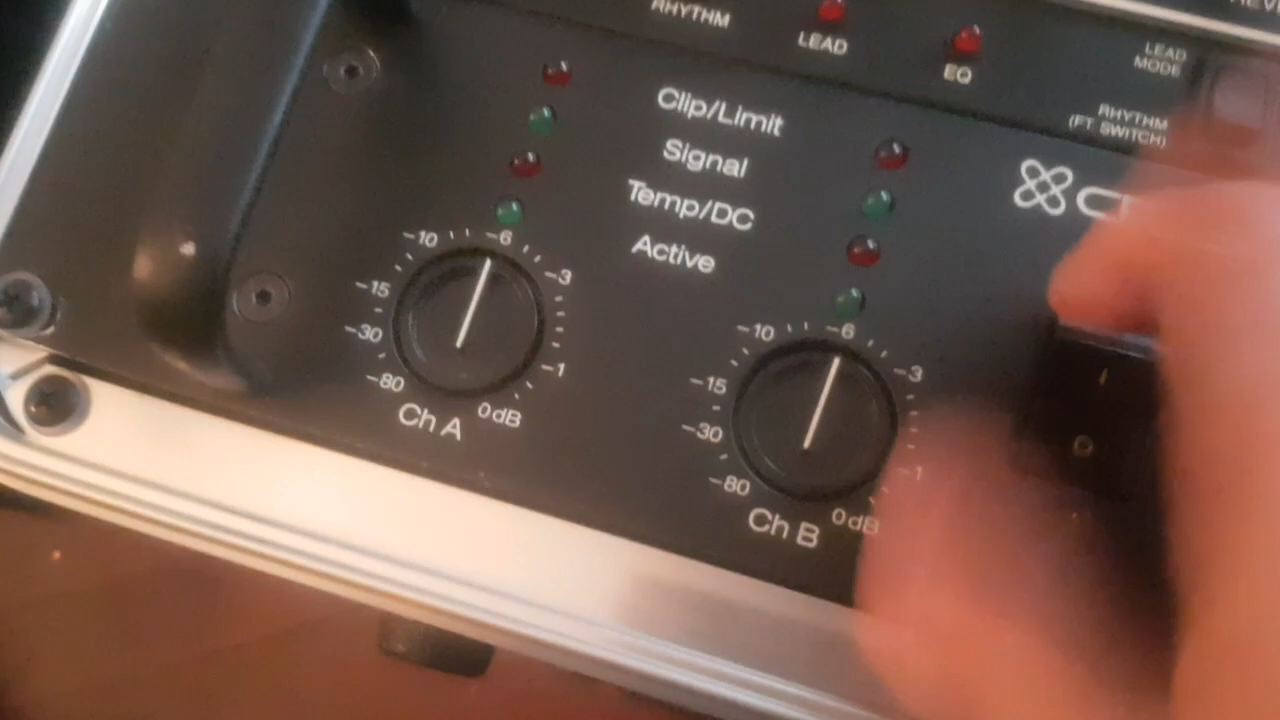 RHYTHM
LEAD
EQ
LEAD
MODE
RHYTHM
(FT SWITCH)
Clip/Limit
Signal
Temp/DC
Active
-10
-6
-3
-15
-30
-1
-80
0dB
Ch A
-10
-6
-3
-15
-30
-1
-80
0dB
Ch B
I
O